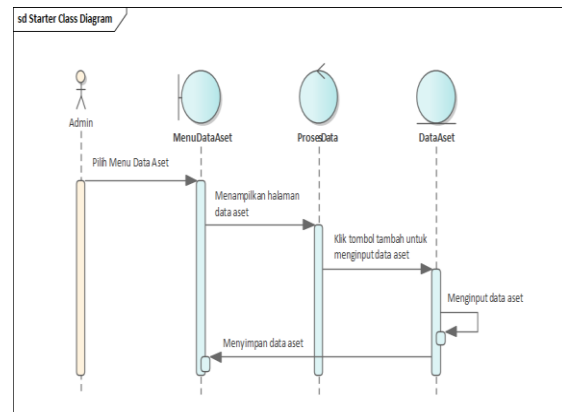 sd Starter Class Diagram
Admin
MenuDataAset
ProsesData
DataAset
Pilih Menu Data Aset
Menampilkan halaman
data aset
Klik tombol tambah untuk
menginput data aset
Menginput data aset
Menyimpan data aset